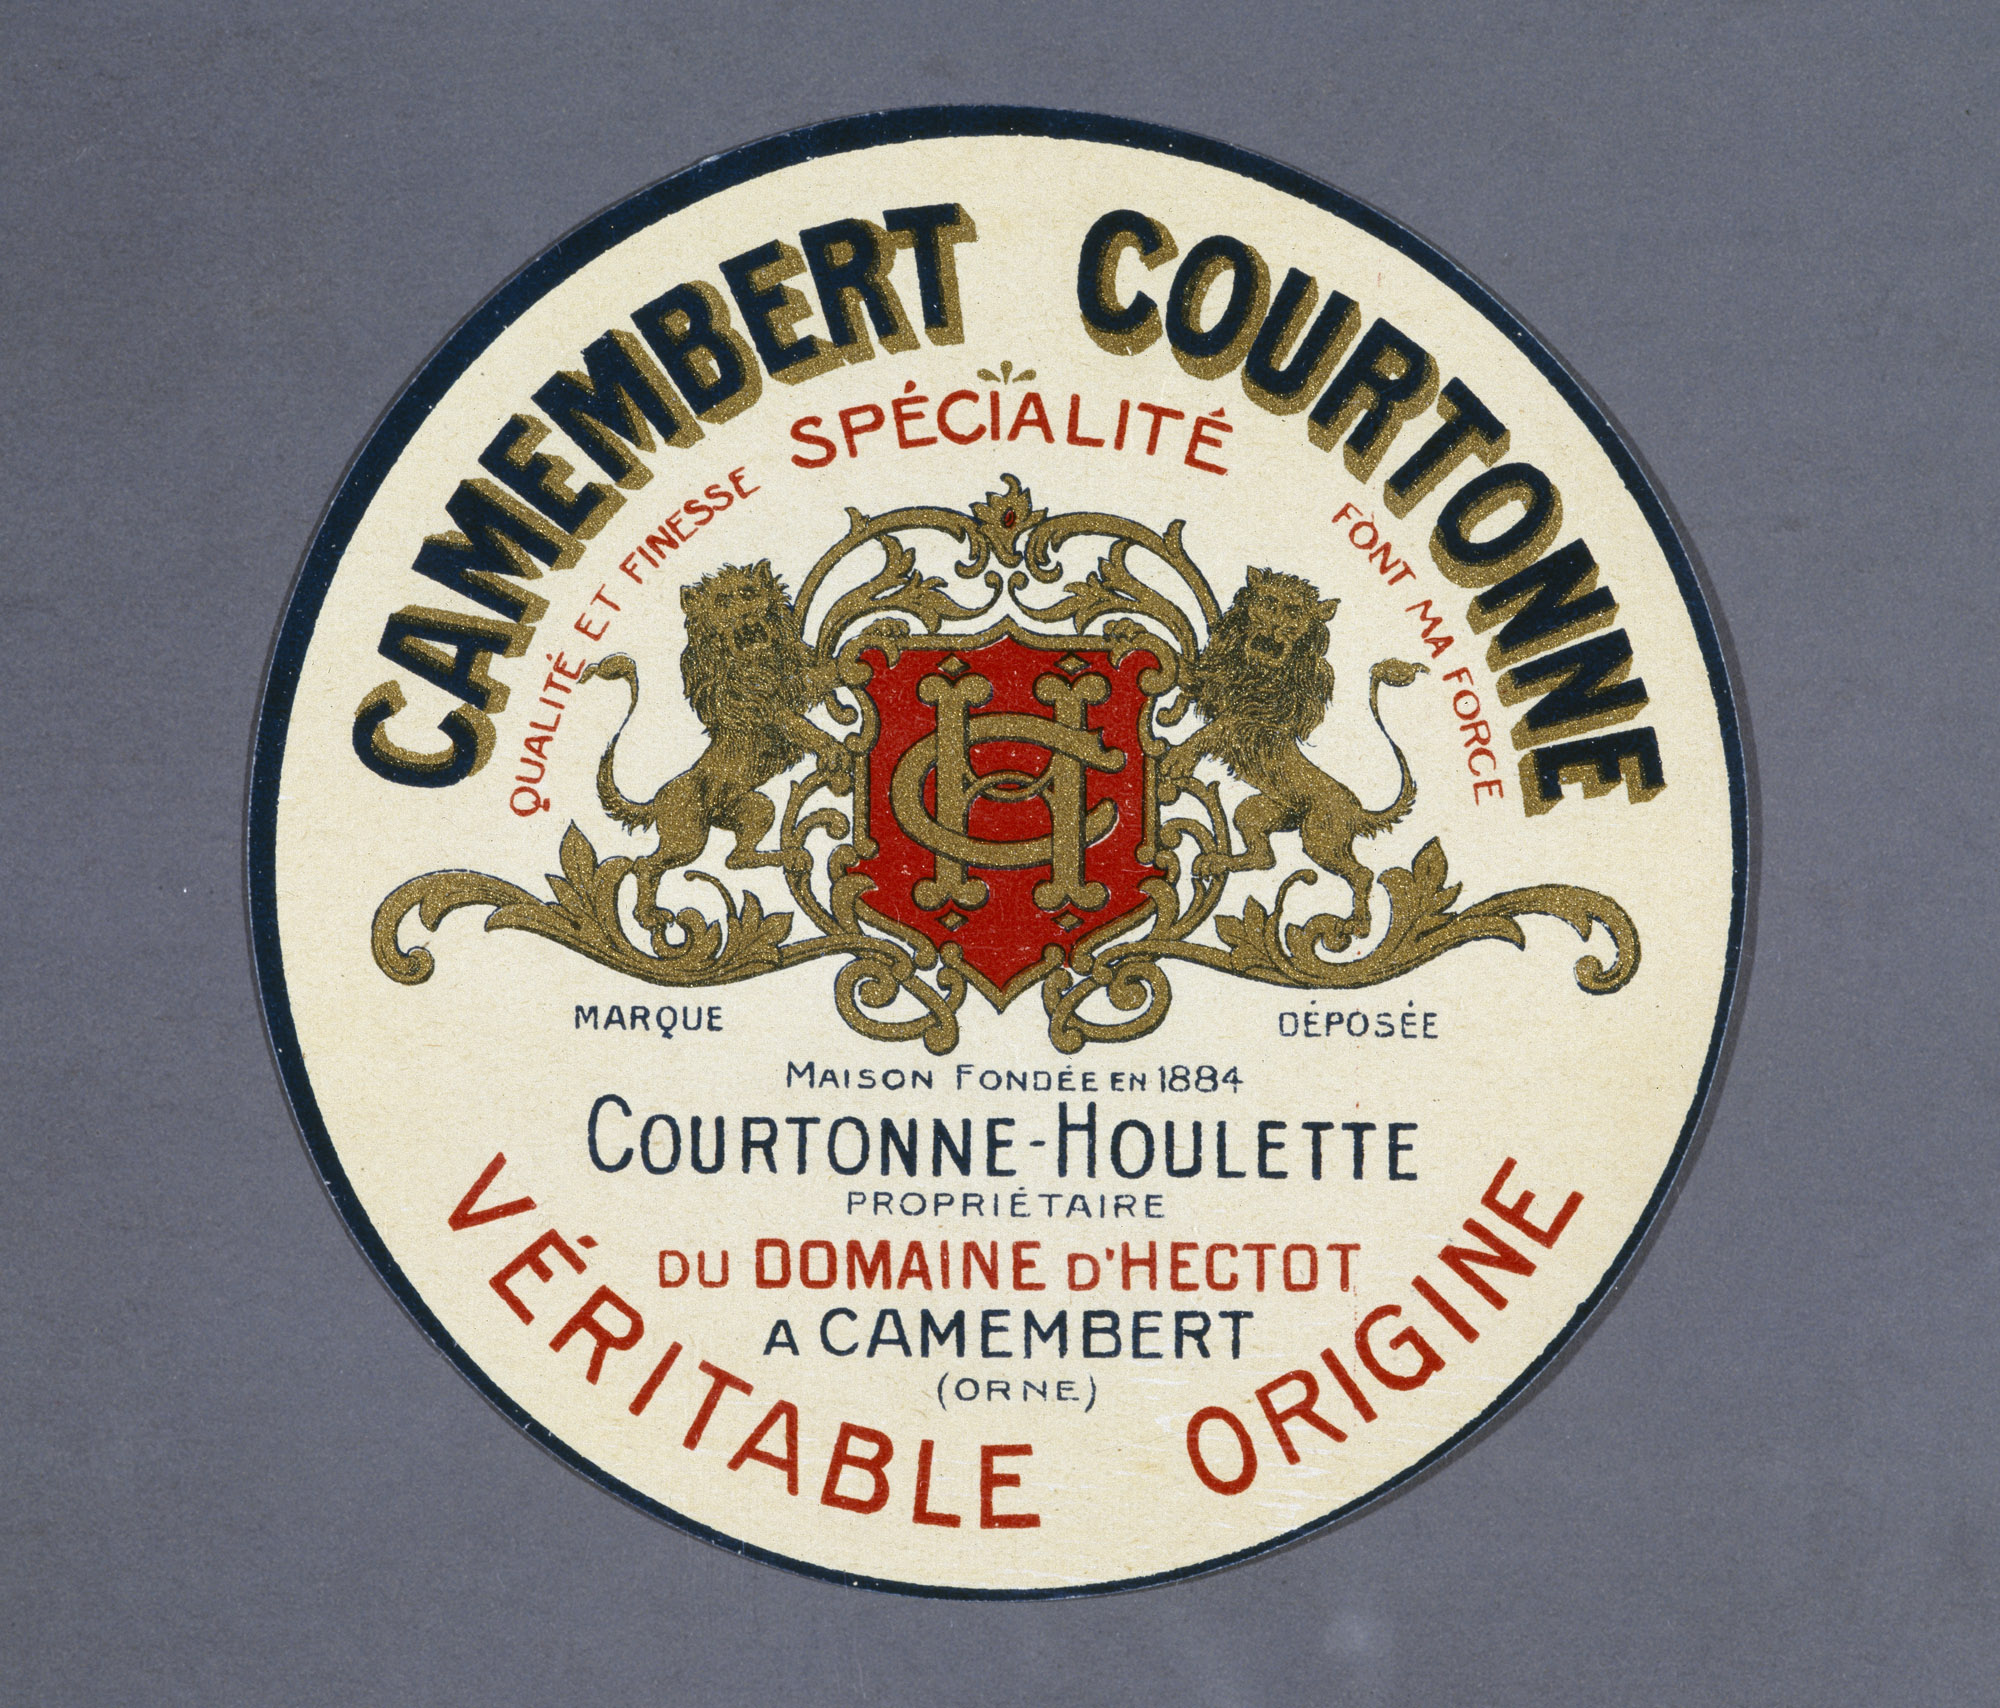 CAMEMBERT COURTONNE
SPÉCIALITÉ
QUALITÉ ET FINESSE FONT MA FORCE
CH
MARQUE DÉPOSÉE
MAISON FONDÉE EN 1884
COURTONNE-HOULETTE
PROPRIÉTAIRE
DU DOMAINE D'HECTOT
A CAMEMBERT
(ORNE)
VÉRITABLE ORIGINE